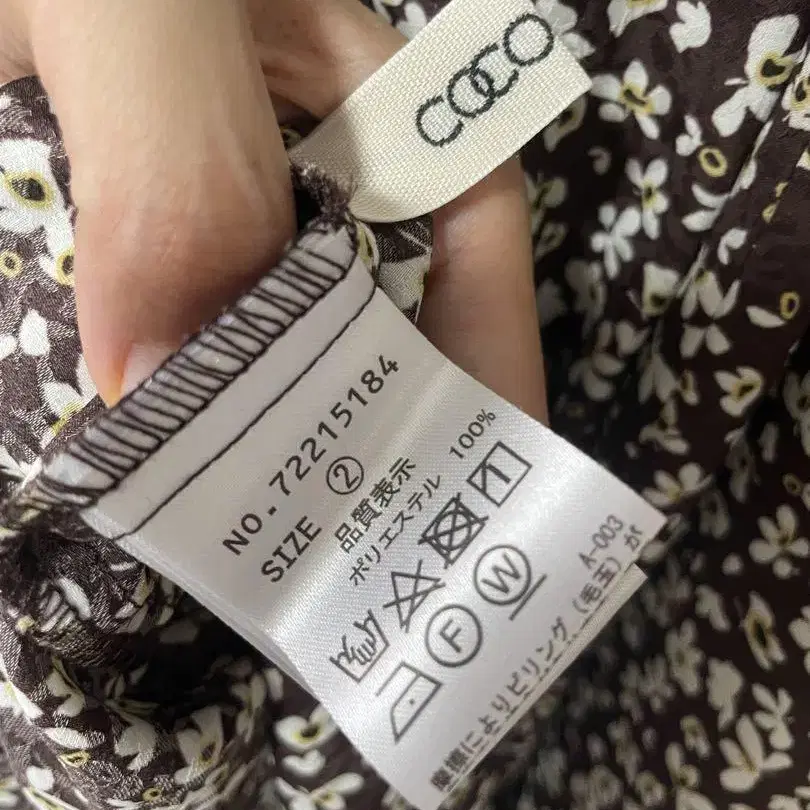 COCO
NO.72215184
SIZE ②
品質表示
ポリエステル 100%
F
W
A-003
摩擦によりピリング(毛玉)が